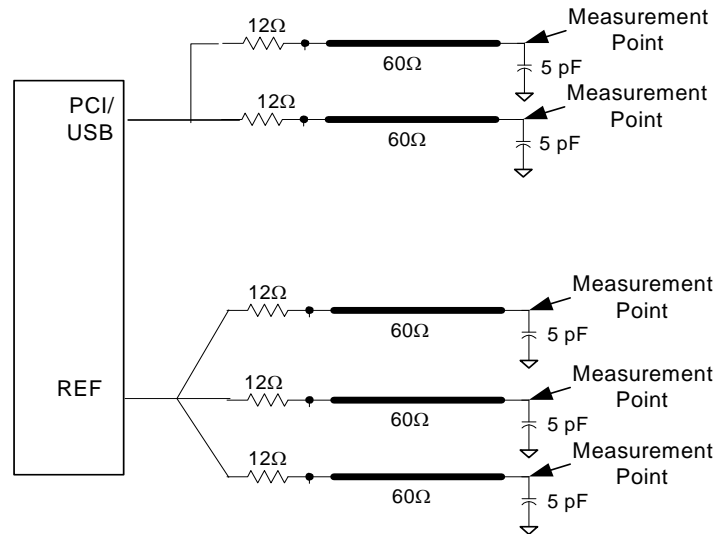 12Ω
Measurement
Point
60Ω
5 pF
PCI/
USB
12Ω
Measurement
Point
60Ω
5 pF
12Ω
Measurement
Point
60Ω
5 pF
REF
12Ω
Measurement
Point
60Ω
5 pF
12Ω
Measurement
Point
60Ω
5 pF